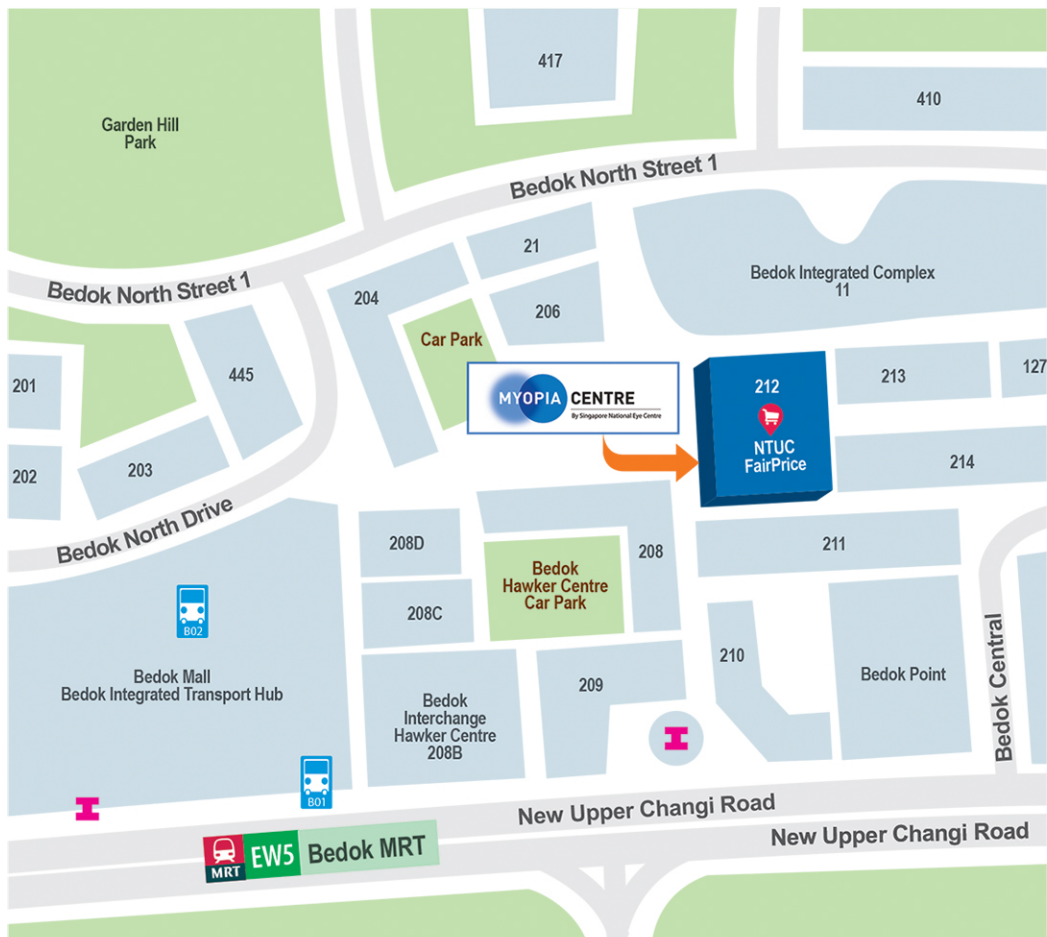 417
410
Garden Hill
Park
Bedok North Street 1
21
Bedok Integrated Complex
11
Bedok North Street 1
204
206
Car Park
445
201
MYOPIA CENTRE
By Singapore National Eye Centre
212
NTUC
FairPrice
213
127
203
202
214
Bedok North Drive
208D
208
211
Bedok
Hawker Centre
Car Park
B02
208C
Bedok Mall
Bedok Integrated Transport Hub
209
210
Bedok Point
Bedok Central
Bedok
Interchange
Hawker Centre
208B
B01
New Upper Changi Road
New Upper Changi Road
MRT
EW5
Bedok MRT